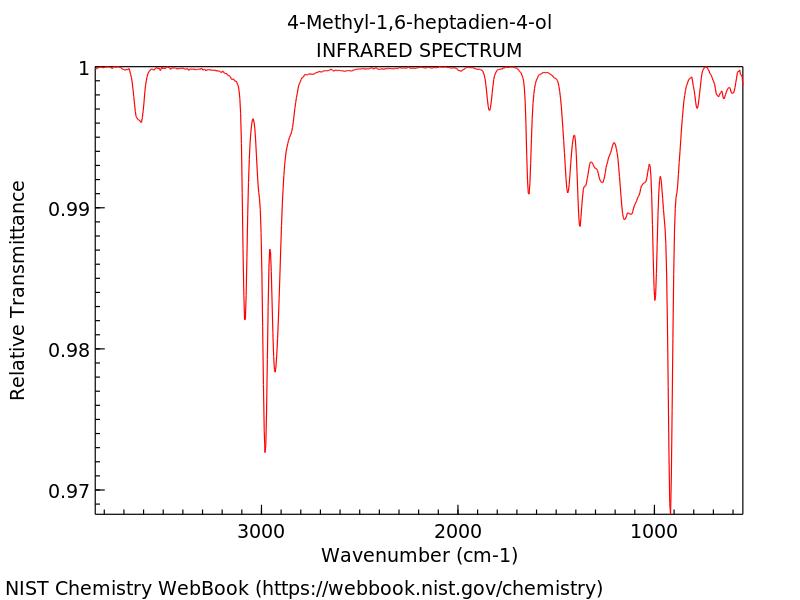 4-Methyl-1,6-heptadien-4-ol
INFRARED SPECTRUM
1
0.99
0.98
0.97
Relative Transmittance
3000 2000 1000
Wavenumber (cm-1)
NIST Chemistry WebBook (https://webbook.nist.gov/chemistry)